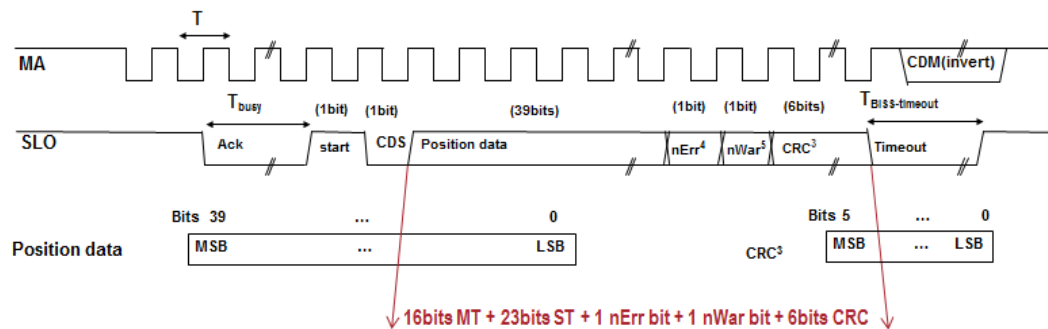 T
MA
CDM(invert)
Tbusy (1bit) (1bit) (39bits) (1bit) (1bit) (6bits) TBISS-timeout
SLO
Ack start CDS Position data nErr⁴ nWar⁵ CRC³ Timeout
Bits 39 ... 0 Bits 5 ... 0
Position data MSB ... LSB CRC³ MSB ... LSB
16bits MT + 23bits ST + 1 nErr bit + 1 nWar bit + 6bits CRC